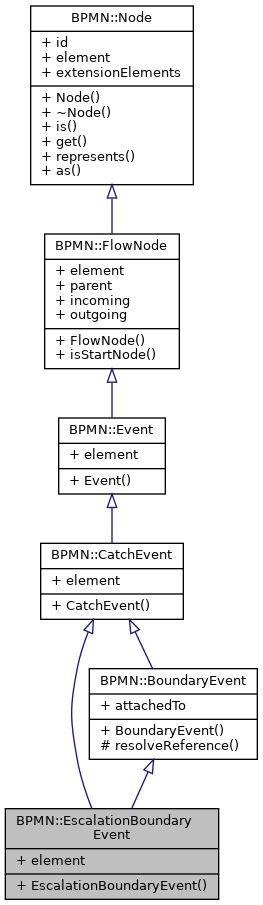 BPMN::Node
+ id
+ element
+ extensionElements
+ Node()
+ ~Node()
+ is()
+ get()
+ represents()
+ as()
BPMN::FlowNode
+ element
+ parent
+ incoming
+ outgoing
+ FlowNode()
+ isStartNode()
BPMN::Event
+ element
+ Event()
BPMN::CatchEvent
+ element
+ CatchEvent()
BPMN::BoundaryEvent
+ attachedTo
+ BoundaryEvent()
# resolveReference()
BPMN::EscalationBoundary
Event
+ element
+ EscalationBoundaryEvent()